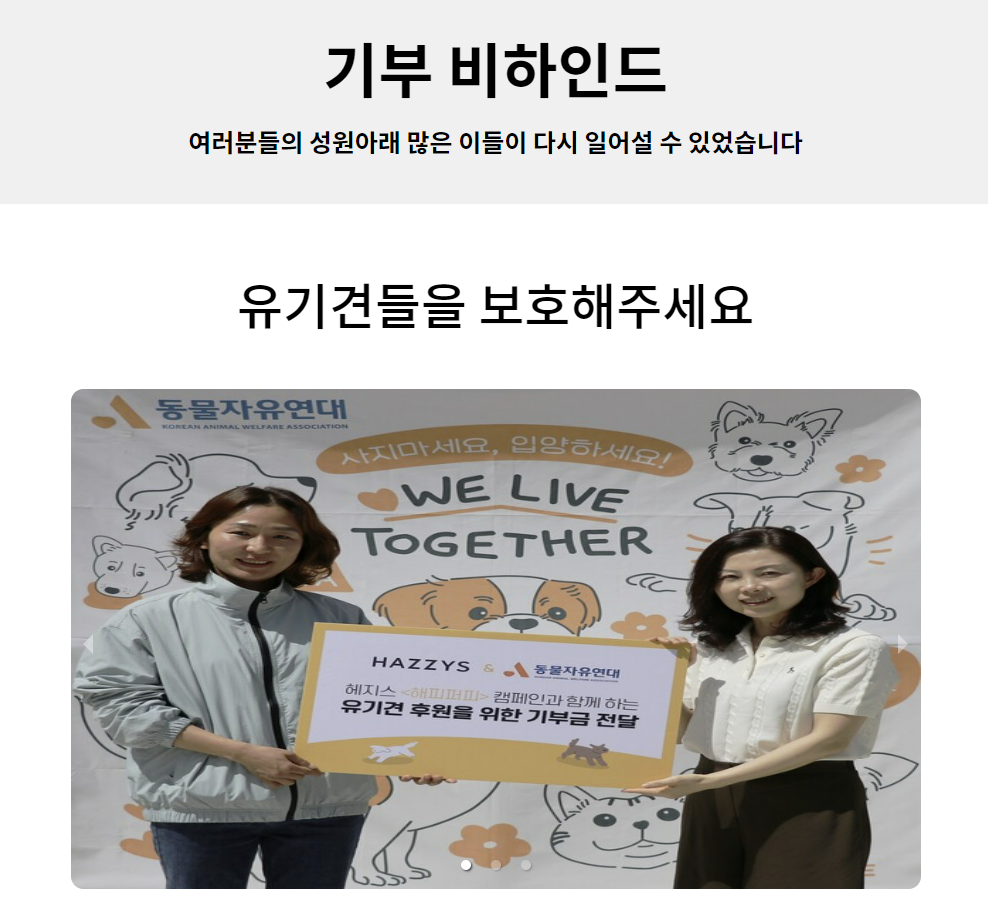 기부 비하인드
여러분들의 성원아래 많은 이들이 다시 일어설 수 있었습니다
유기견들을 보호해주세요
동물자유연대
KOREAN ANIMAL WELFARE ASSOCIATION
사지마세요, 입양하세요!
WE LIVE
TOGETHER
HAZZYS & 동물자유연대
KOREAN ANIMAL WELFARE ASSOCIATION
헤지스 <해피퍼피> 캠페인과 함께 하는
유기견 후원을 위한 기부금 전달